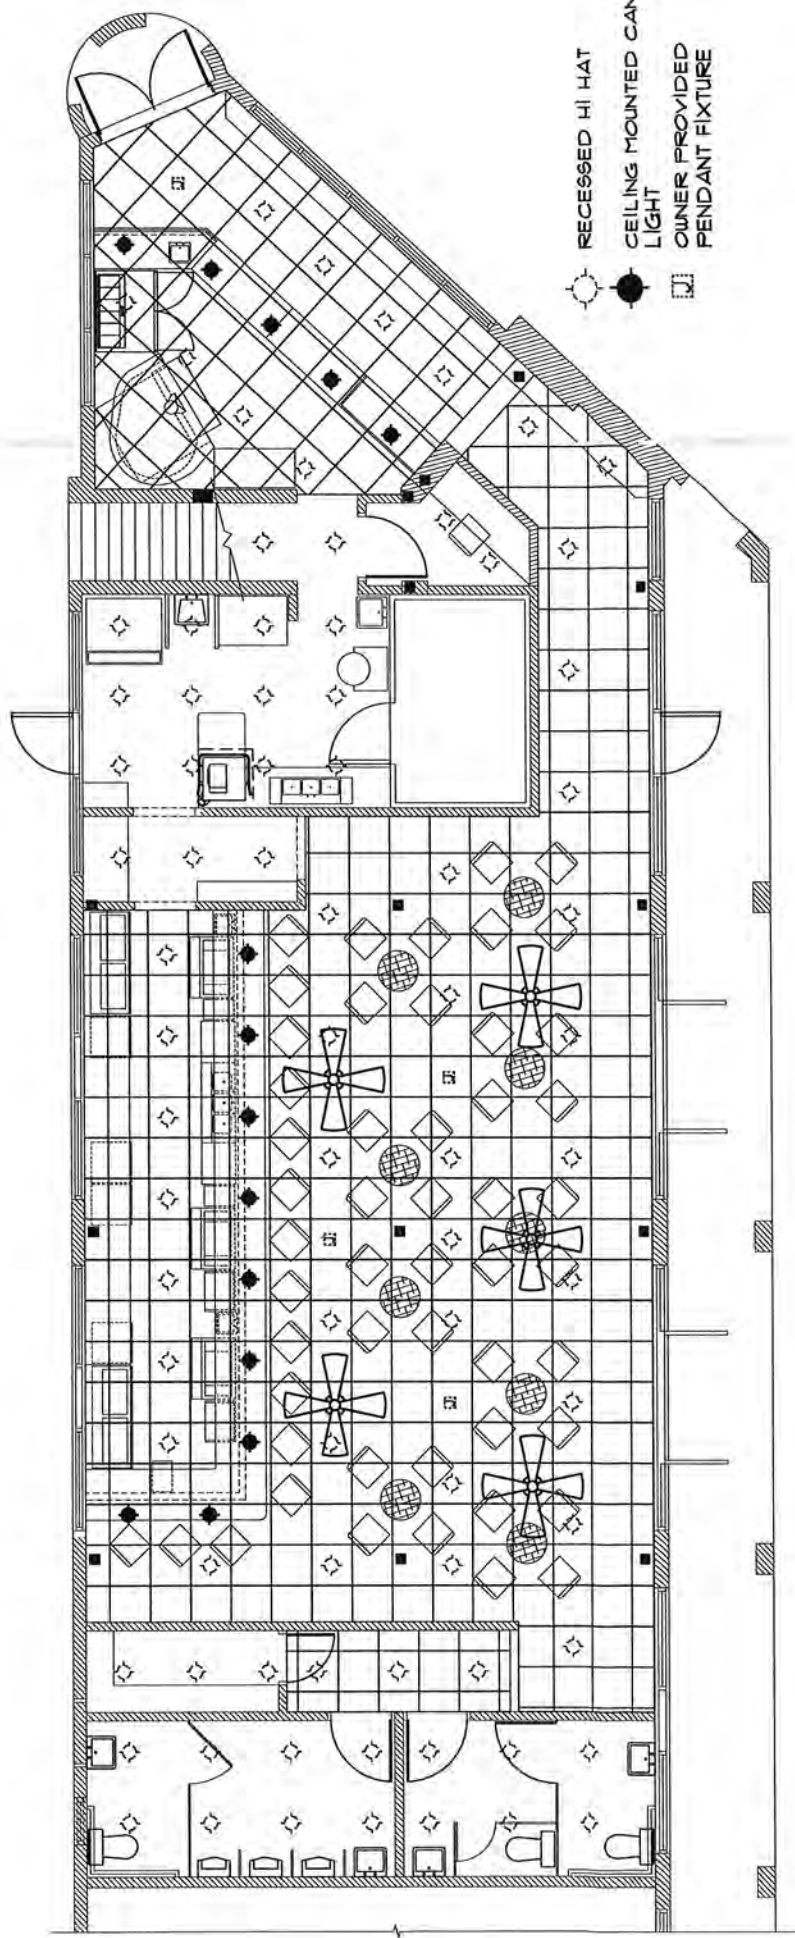 RECESSED HI HAT
CEILING MOUNTED CAN
LIGHT
OWNER PROVIDED
PENDANT FIXTURE